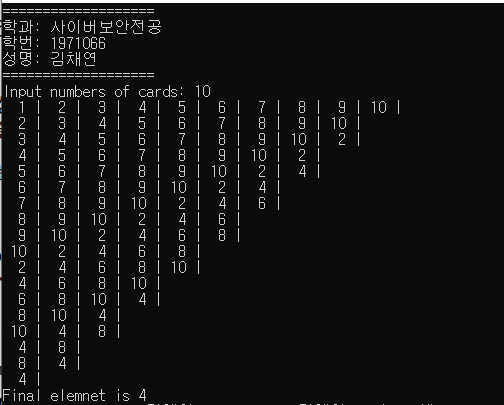 ===================
학과: 사이버보안전공
학번: 1971066
성명: 김채연
===================
Input numbers of cards: 10
1 | 2 | 3 | 4 | 5 | 6 | 7 | 8 | 9 | 10 |
2 | 3 | 4 | 5 | 6 | 7 | 8 | 9 | 10 |
3 | 4 | 5 | 6 | 7 | 8 | 9 | 10 | 2 |
4 | 5 | 6 | 7 | 8 | 9 | 10 | 2 |
5 | 6 | 7 | 8 | 9 | 10 | 2 | 4 |
6 | 7 | 8 | 9 | 10 | 2 | 4 |
7 | 8 | 9 | 10 | 2 | 4 | 6 |
8 | 9 | 10 | 2 | 4 | 6 |
9 | 10 | 2 | 4 | 6 | 8 |
10 | 2 | 4 | 6 | 8 |
2 | 4 | 6 | 8 | 10 |
4 | 6 | 8 | 10 |
6 | 8 | 10 | 4 |
8 | 10 | 4 |
10 | 4 | 8 |
4 | 8 |
8 | 4 |
4 |
Final elemnet is 4